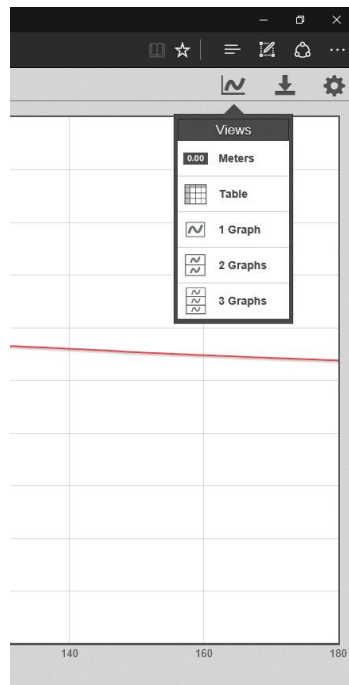 Views
0.00 Meters
Table
1 Graph
2 Graphs
3 Graphs
140 160 180